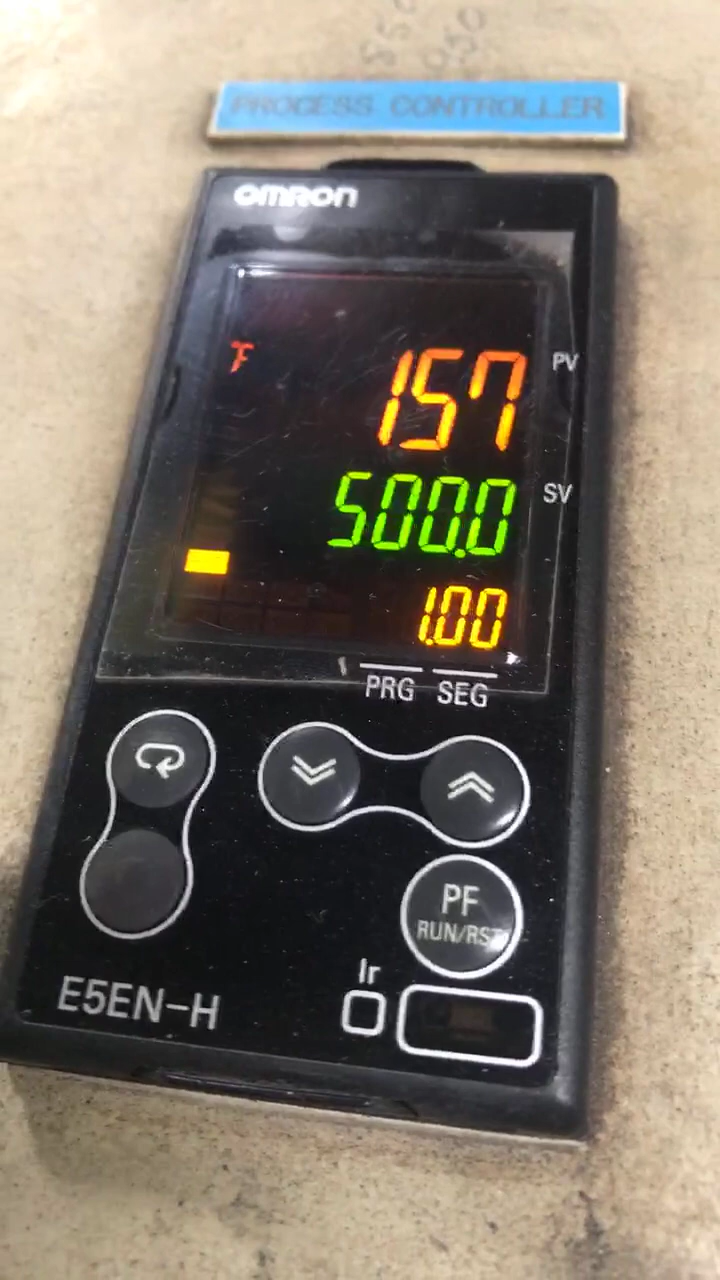 PROCESS CONTROLLER
OMRON
°F 157 PV
500.0 SV
1.00
PRG SEG
PF
RUN/RST
Ir
E5EN-H